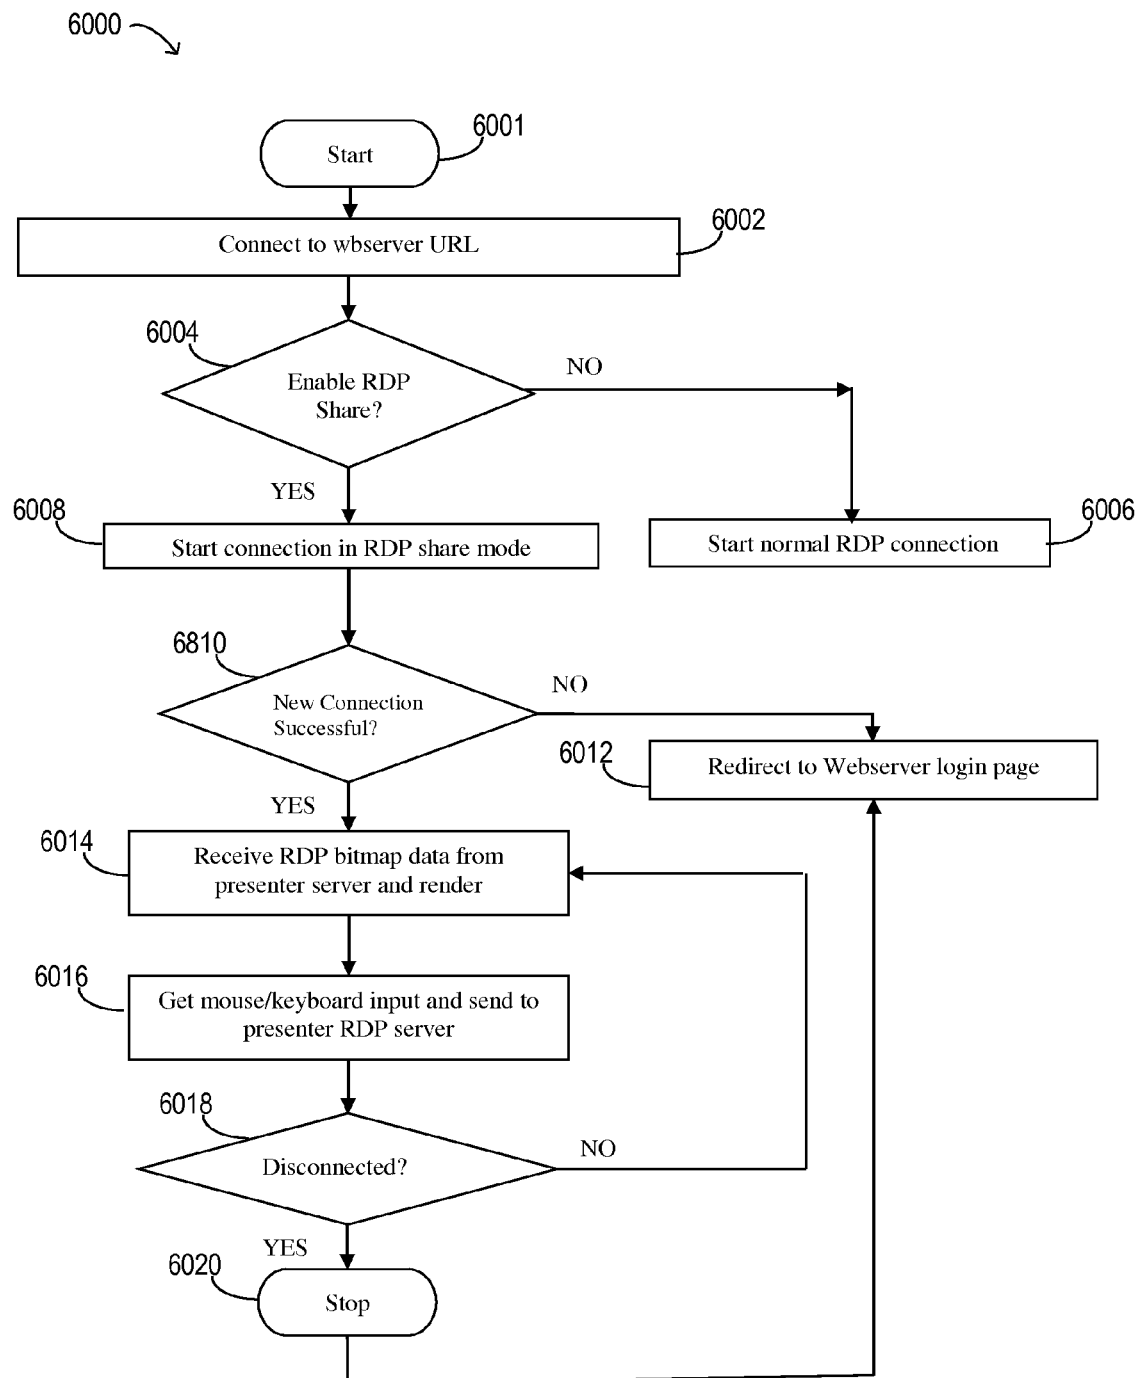 6000
6001
Start
6002
Connect to wbserver URL
6004
Enable RDP
Share?
NO
YES
6008
Start connection in RDP share mode
6006
Start normal RDP connection
6810
New Connection
Successful?
NO
6012
Redirect to Webserver login page
YES
6014
Receive RDP bitmap data from
presenter server and render
6016
Get mouse/keyboard input and send to
presenter RDP server
6018
Disconnected?
NO
YES
6020
Stop